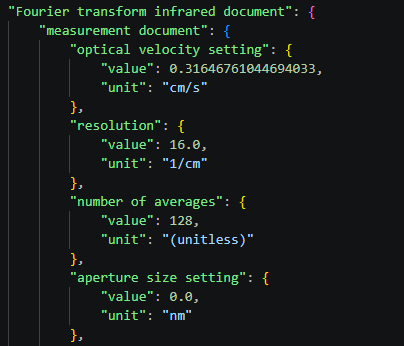 "Fourier transform infrared document": {
"measurement document": {
"optical velocity setting": {
"value": 0.31646761044694033,
"unit": "cm/s"
},
"resolution": {
"value": 16.0,
"unit": "1/cm"
},
"number of averages": {
"value": 128,
"unit": "(unitless)"
},
"aperture size setting": {
"value": 0.0,
"unit": "nm"
},